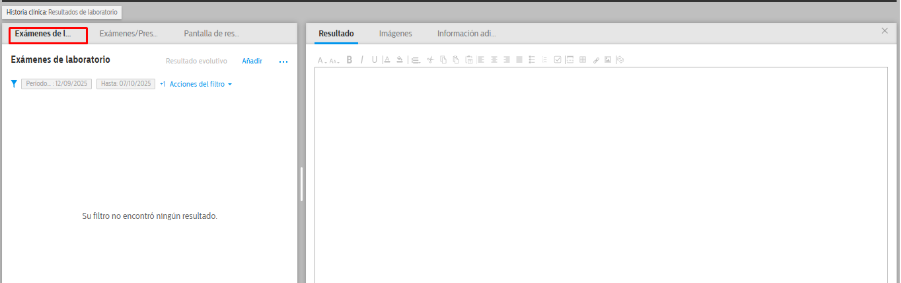 Historia clínica: Resultados de laboratorio
Exámenes de l... Exámenes/Pres... Pantalla de res...
Exámenes de laboratorio Resultado evolutivo Añadir ...
Periodo... 12/09/2025 Hasta: 07/10/2025 +1 Acciones del filtro
Su filtro no encontró ningún resultado.
Resultado Imágenes Información adi...